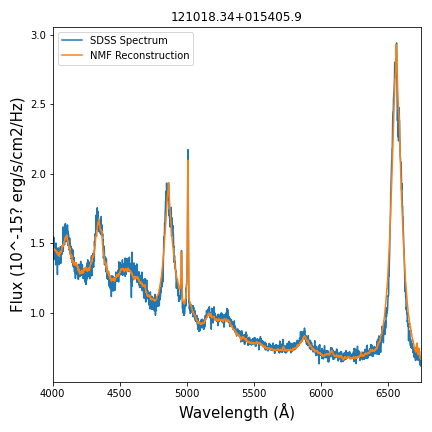 121018.34+015405.9
SDSS Spectrum
NMF Reconstruction
3.0
2.5
2.0
1.5
1.0
Flux (10^-15? erg/s/cm2/Hz)
4000 4500 5000 5500 6000 6500
Wavelength (Å)